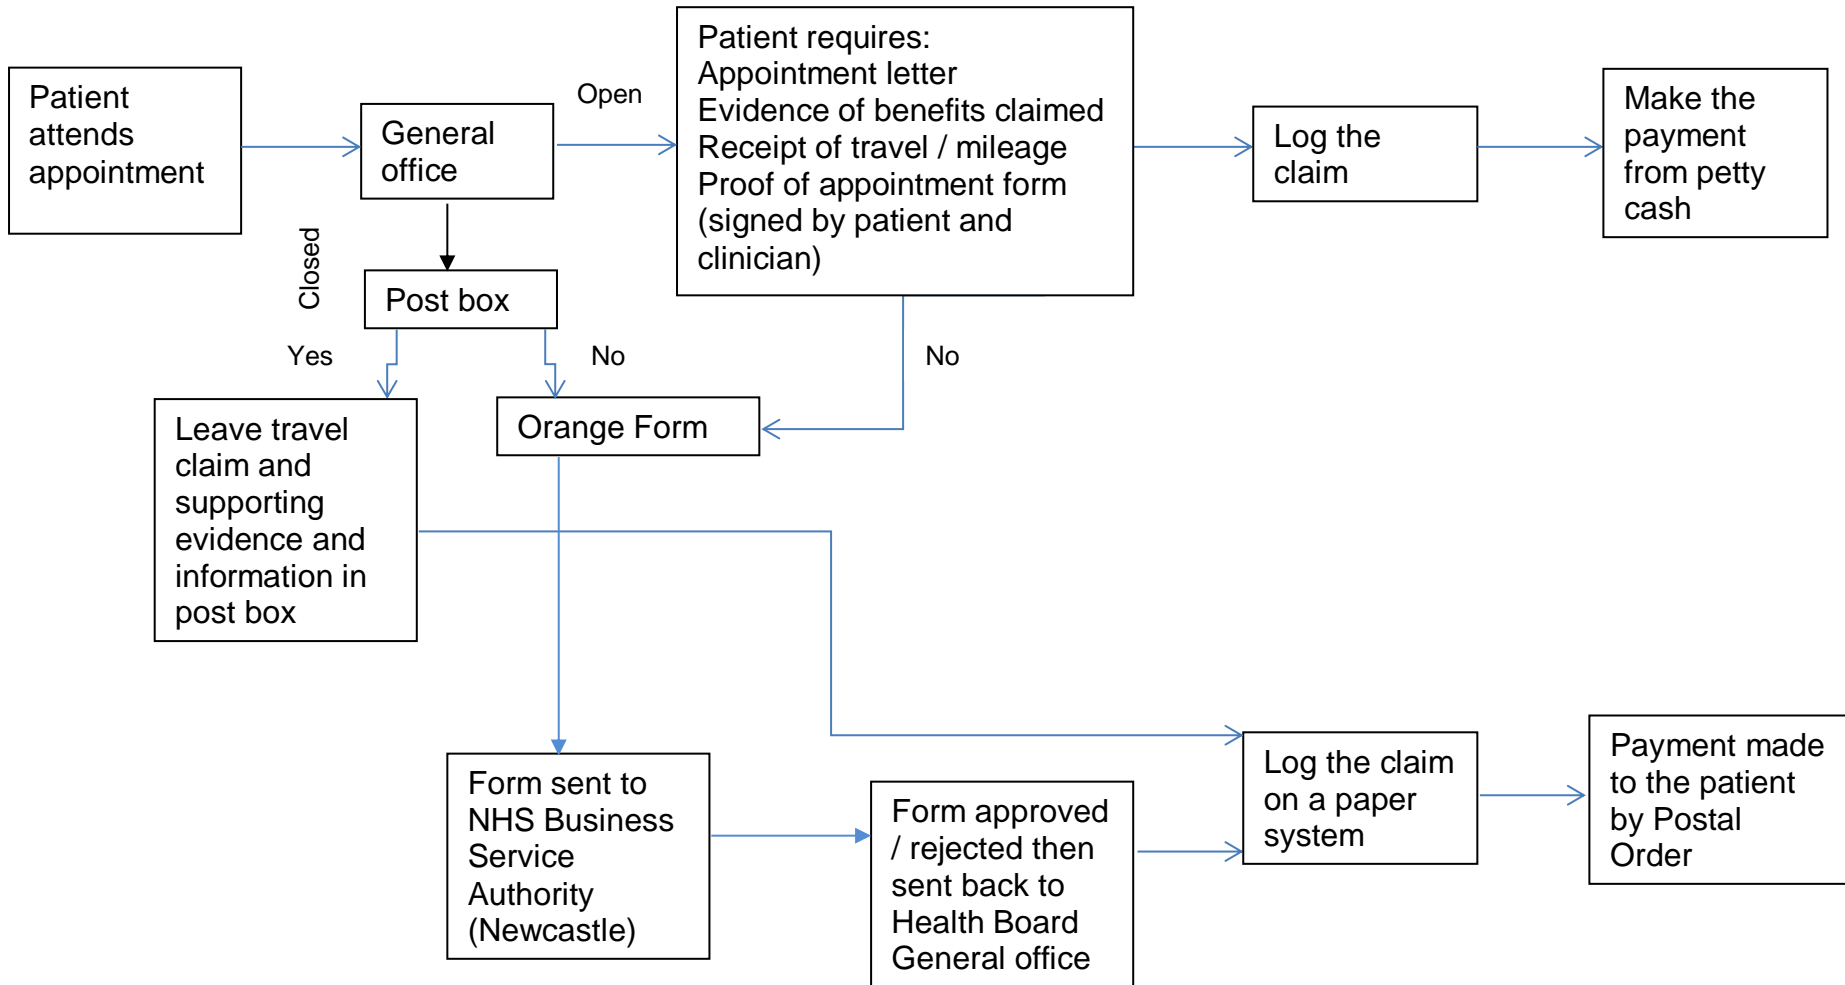 Patient
attends
appointment
General
office
Open
Patient requires:
Appointment letter
Evidence of benefits claimed
Receipt of travel / mileage
Proof of appointment form
(signed by patient and
clinician)
Log the
claim
Make the
payment
from petty
cash
Closed
Post box
Yes
No
No
Leave travel
claim and
supporting
evidence and
information in
post box
Orange Form
Form sent to
NHS Business
Service
Authority
(Newcastle)
Form approved
/ rejected then
sent back to
Health Board
General office
Log the claim
on a paper
system
Payment made
to the patient
by Postal
Order